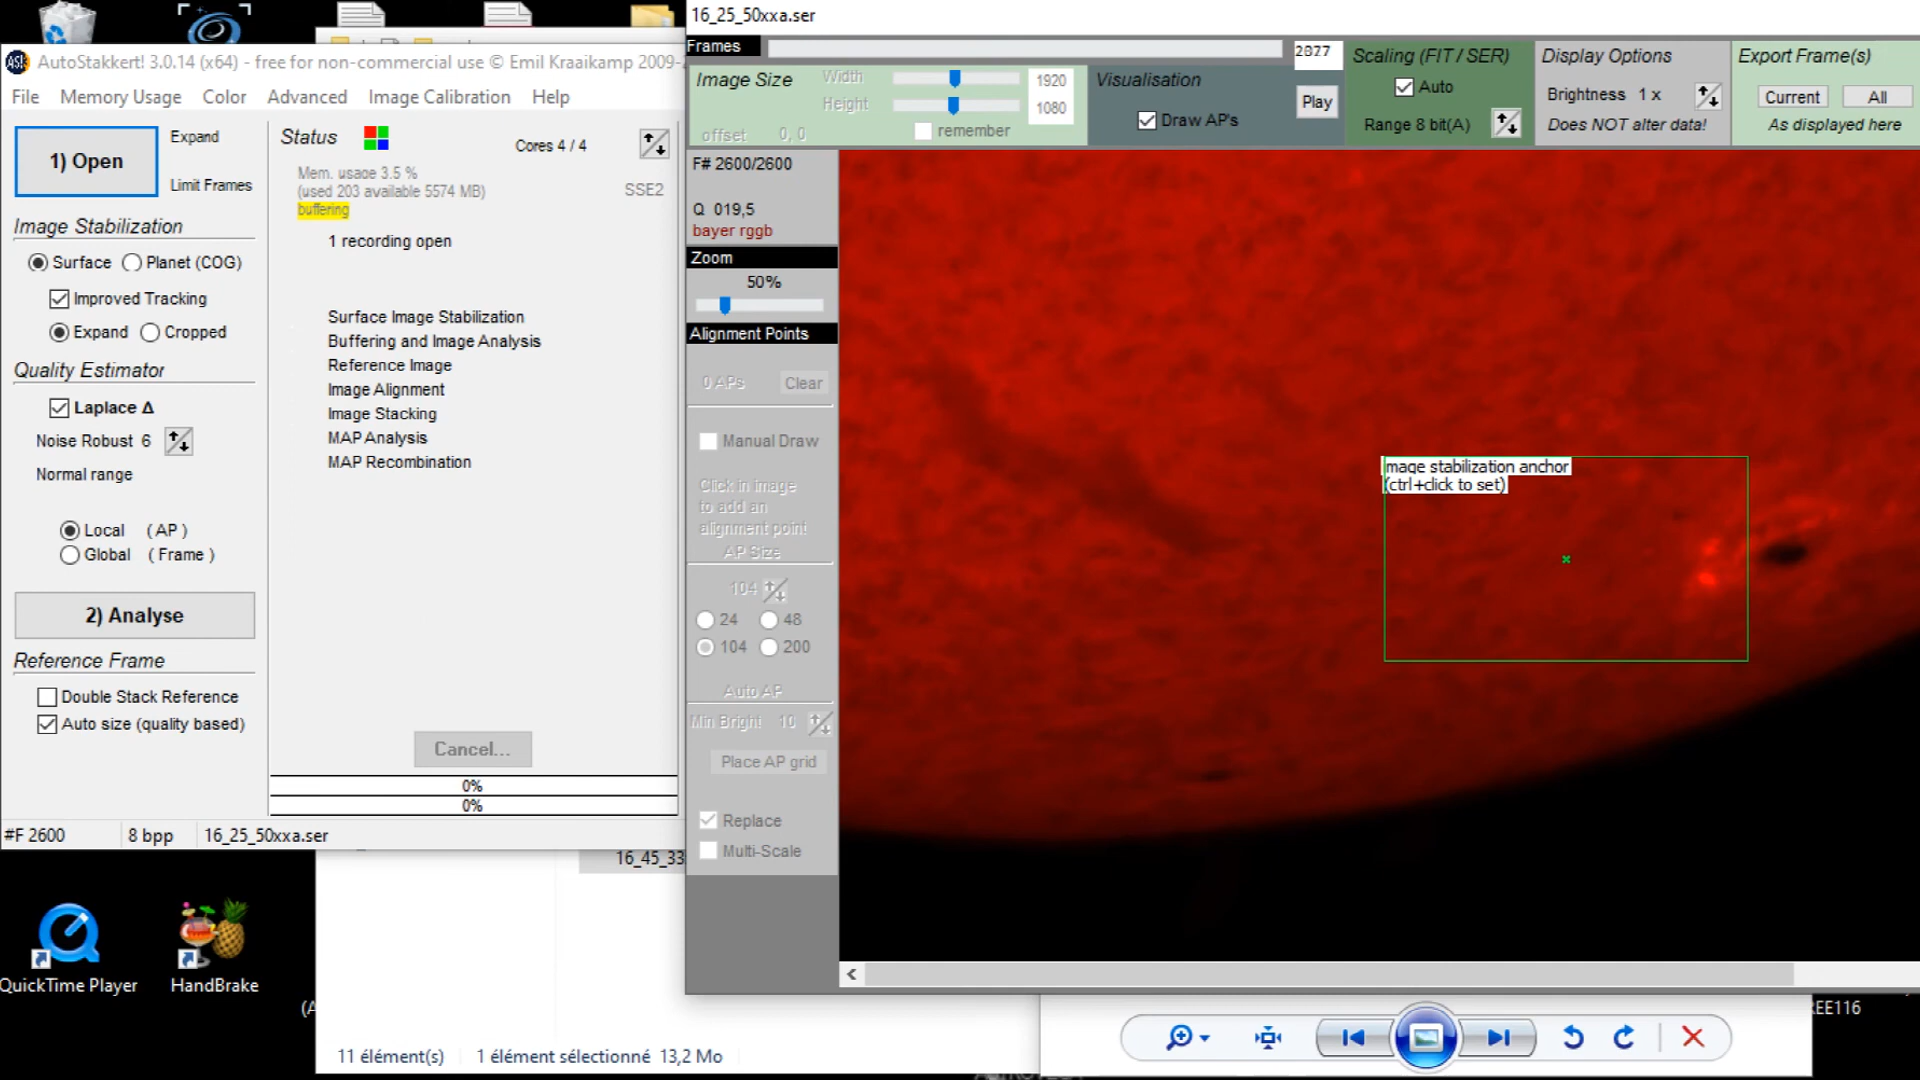 AutoStakkert! 3.0.14 (x64) - free for non-commercial use © Emil Kraaikamp 2009-
File Memory Usage Color Advanced Image Calibration Help
1) Open
Expand
Limit Frames
Image Stabilization
Surface Planet (COG)
Improved Tracking
Expand Cropped
Quality Estimator
Laplace Δ
Noise Robust 6
Normal range
Local (AP)
Global (Frame)
2) Analyse
Reference Frame
Double Stack Reference
Auto size (quality based)
Status
Cores 4 / 4
Mem. usage 3.5 %
(used 203 available 5574 MB)
SSE2
buffering
1 recording open
Surface Image Stabilization
Buffering and Image Analysis
Reference Image
Image Alignment
Image Stacking
MAP Analysis
MAP Recombination
Cancel...
0%
0%
#F 2600 8 bpp 16_25_50xxa.ser
16_25_50xxa.ser
Frames
Image Size
Width 1920
Height 1080
offset 0, 0
remember
Visualisation
Draw AP's
Play
Scaling (FIT / SER)
Auto
Range 8 bit(A)
Display Options
Brightness 1 x
Does NOT alter data!
Export Frame(s)
Current All
As displayed here
F# 2600/2600
Q 019,5
bayer rggb
Zoom
50%
Alignment Points
0 APs Clear
Manual Draw
Click in image
to add an
alignment point
AP Size
104
24 48
104 200
Auto AP
Min Bright 10
Place AP grid
Replace
Multi-Scale
mage stabilization anchor
(ctrl+click to set)
16_45_33
QuickTime Player
HandBrake
(A
11 élément(s) 1 élément sélectionné 13,2 Mo
REE116